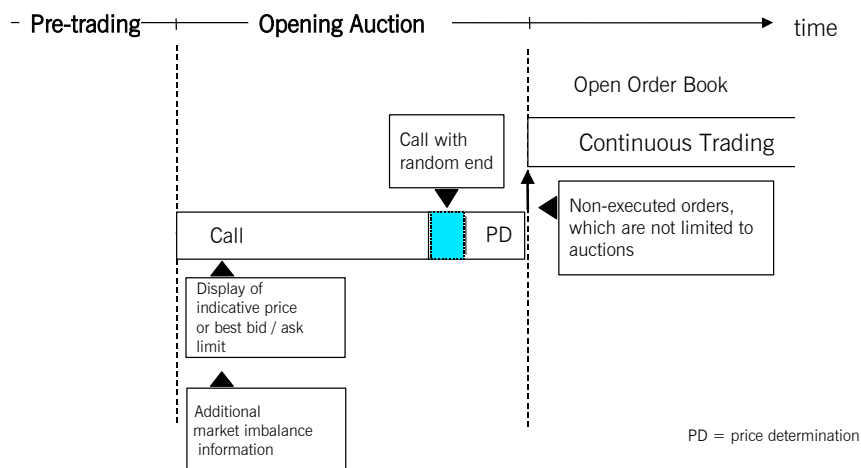 Pre-trading
Opening Auction
time
Open Order Book
Call with
random end
Continuous Trading
Non-executed orders,
which are not limited to
auctions
Call
PD
Display of
indicative price
or best bid / ask
limit
Additional
market imbalance
information
PD = price determination